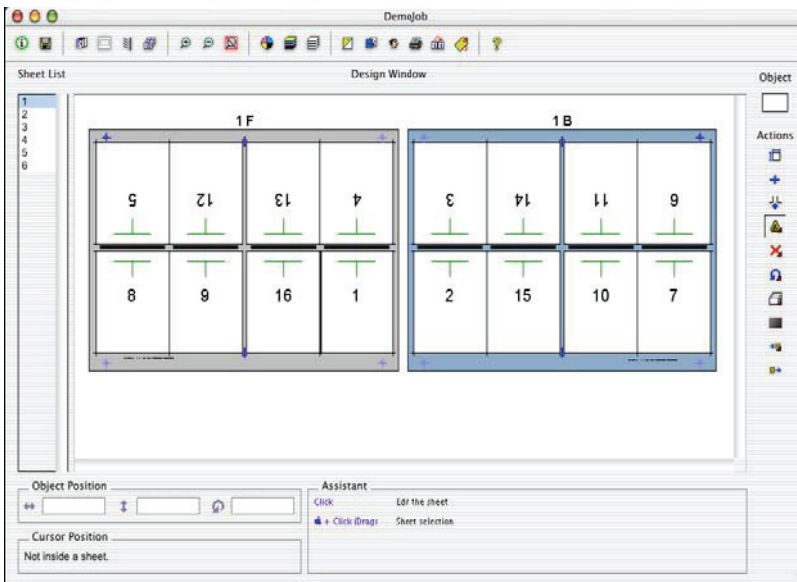 DemoJob
Sheet List
Design Window
Object
1
2
3
4
5
6
1 F
1 B
Actions
5 12 13 4
3 14 11 6
8 9 16 1
2 15 10 7
Object Position
Assistant
Click Edit the sheet
+ Click (Drag) Sheet selection
Cursor Position
Not inside a sheet.